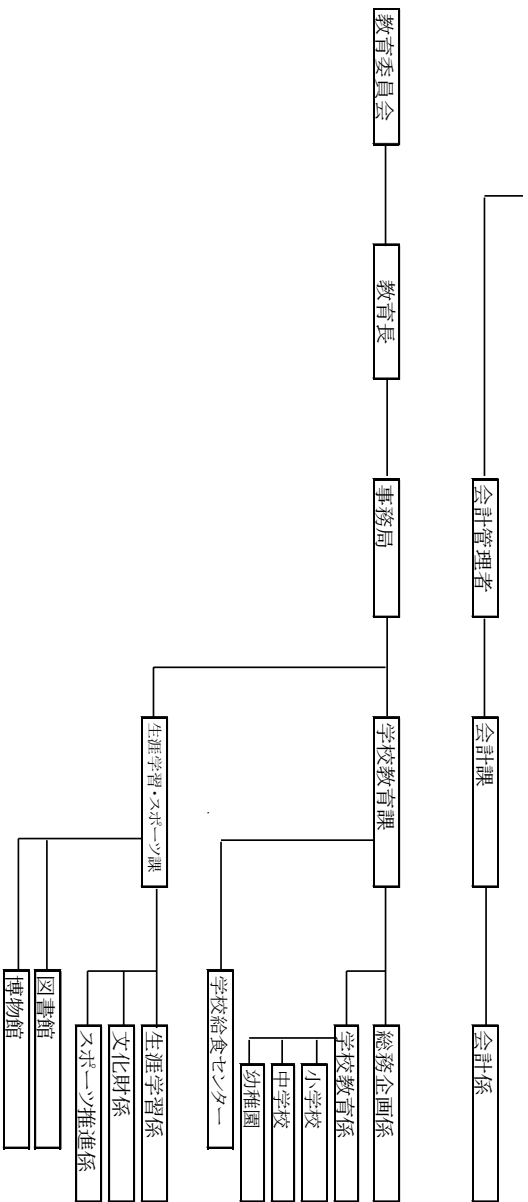 会計管理者
会計課
会計係
教育委員会
教育長
事務局
学校教育課
総務企画係
学校教育係
小学校
中学校
幼稚園
学校給食センター
生涯学習・スポーツ課
生涯学習係
文化財係
スポーツ推進係
図書館
博物館